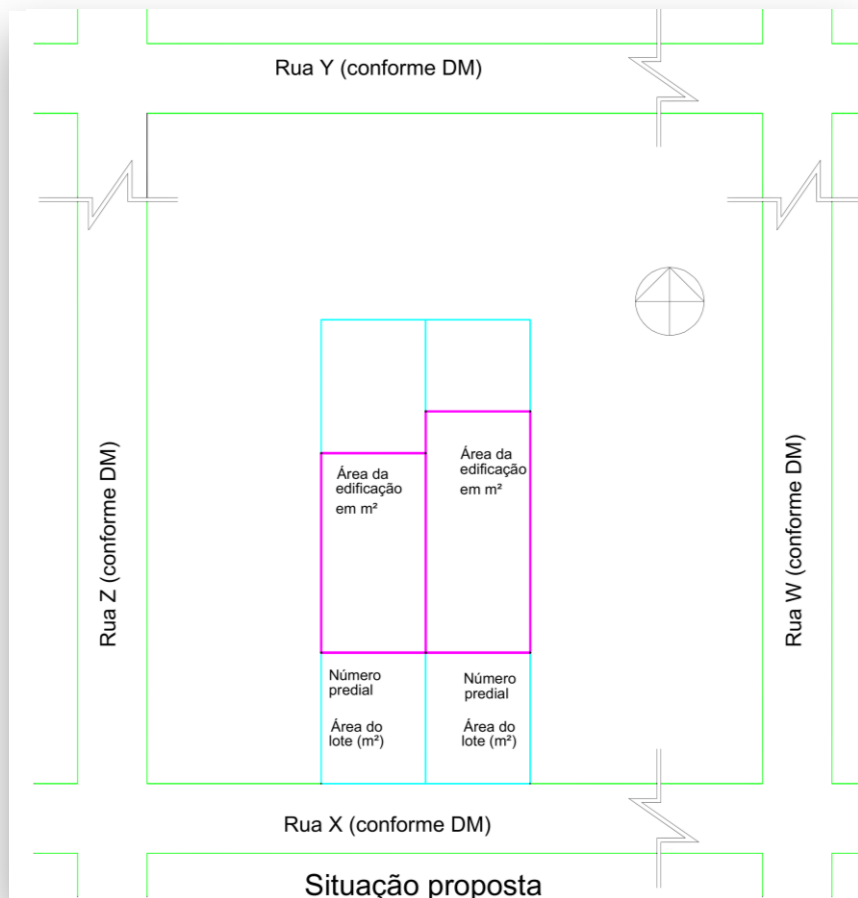 Rua Y (conforme DM)
Rua Z (conforme DM)
Rua W (conforme DM)
Área da
edificação
em m²
Área da
edificação
em m²
Número
predial
Área do
lote (m²)
Número
predial
Área do
lote (m²)
Rua X (conforme DM)
Situação proposta